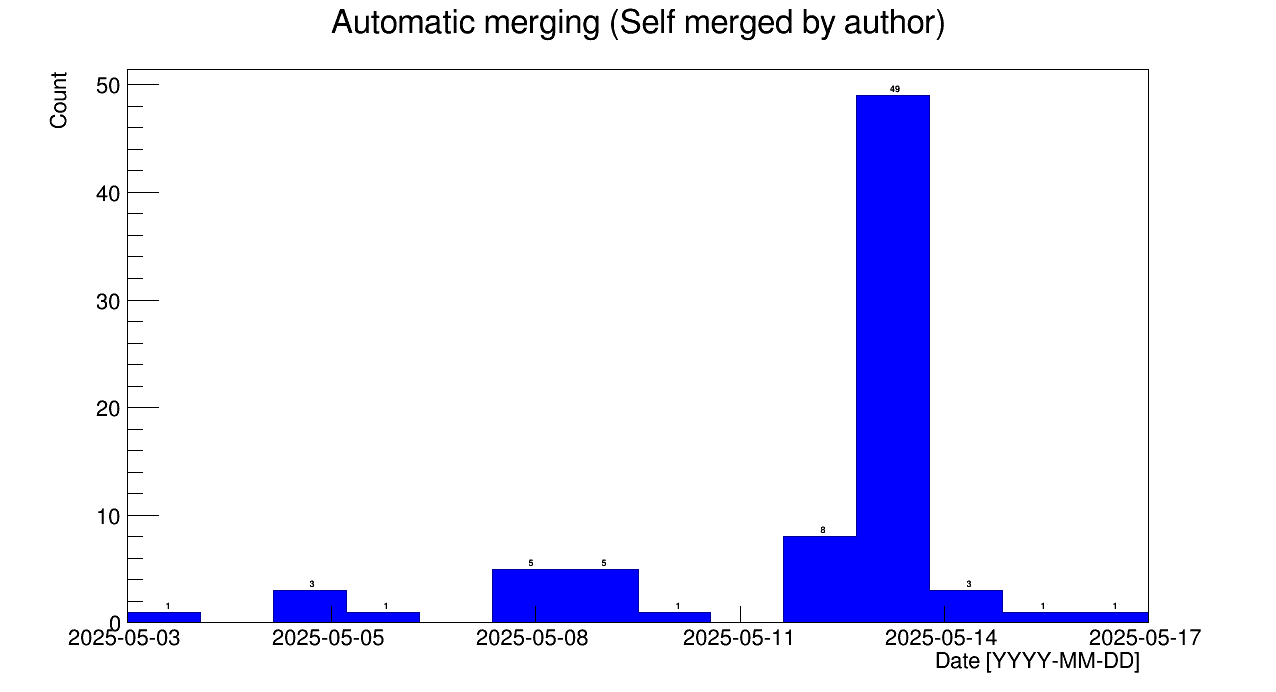 Automatic merging (Self merged by author)
Count
50
40
30
20
10
0
49
8
5 5
3 3
1 1 1 1 1
2025-05-03 2025-05-05 2025-05-08 2025-05-11 2025-05-14 2025-05-17
Date [YYYY-MM-DD]